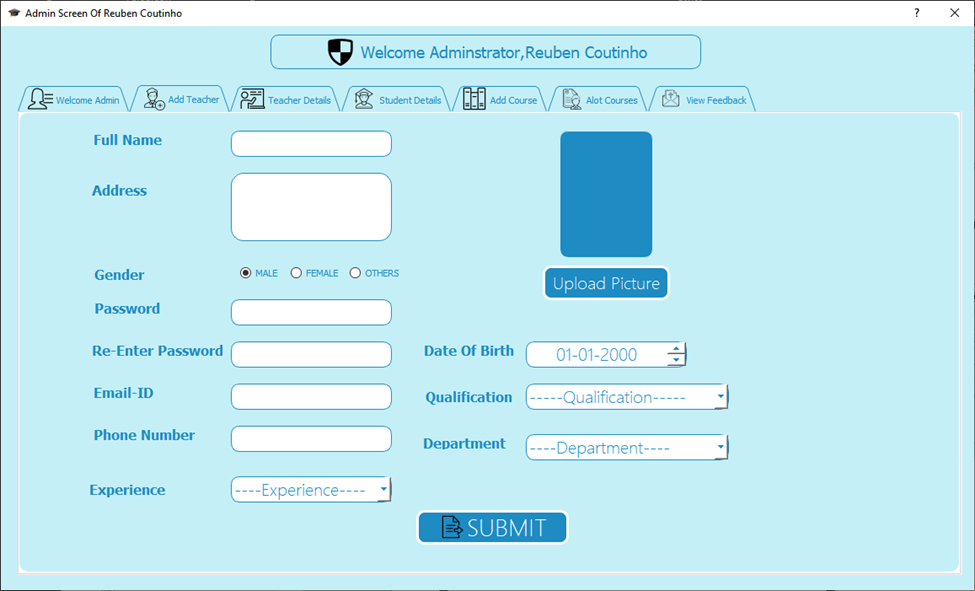 Admin Screen Of Reuben Coutinho
?
Welcome Adminstrator,Reuben Coutinho
Welcome Admin
Add Teacher
Teacher Details
Student Details
Add Course
Alot Courses
View Feedback
Full Name
Address
Gender
MALE
FEMALE
OTHERS
Upload Picture
Password
Re-Enter Password
Date Of Birth
01-01-2000
Email-ID
Qualification
-----Qualification-----
Phone Number
Department
----Department----
Experience
----Experience----
SUBMIT